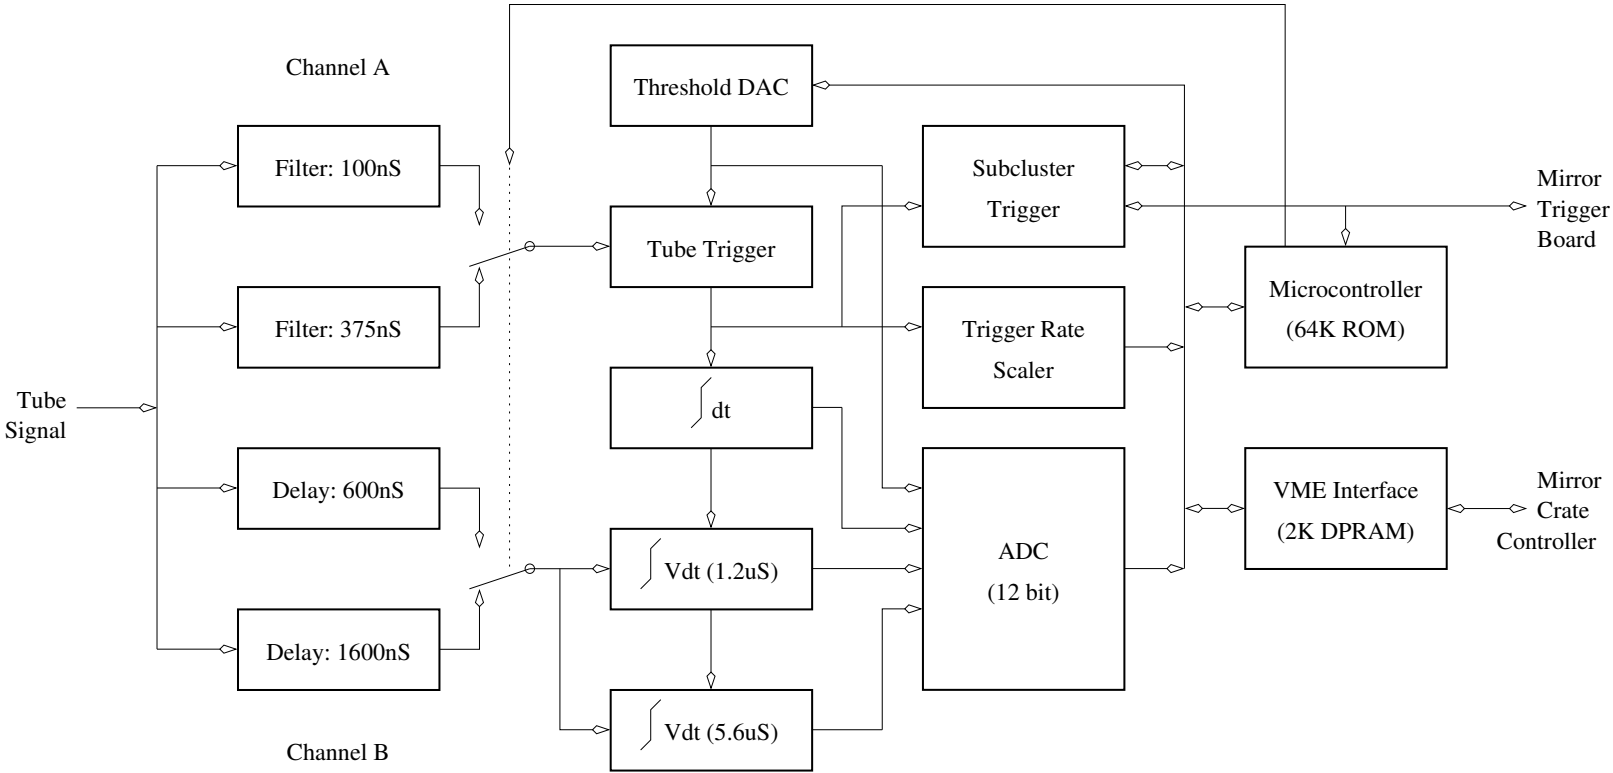 Channel A
Threshold DAC
Filter: 100nS
Subcluster
Trigger
Mirror
Trigger
Board
Tube Trigger
Filter: 375nS
Trigger Rate
Scaler
Microcontroller
(64K ROM)
Tube
Signal
∫ dt
Delay: 600nS
ADC
(12 bit)
VME Interface
(2K DPRAM)
Mirror
Crate
Controller
∫ Vdt (1.2uS)
Delay: 1600nS
∫ Vdt (5.6uS)
Channel B